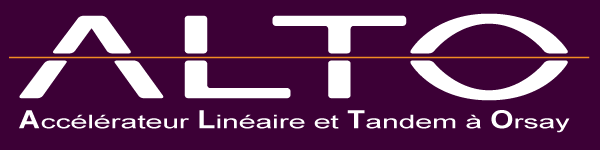 ALTO
Accélérateur Linéaire et Tandem à Orsay